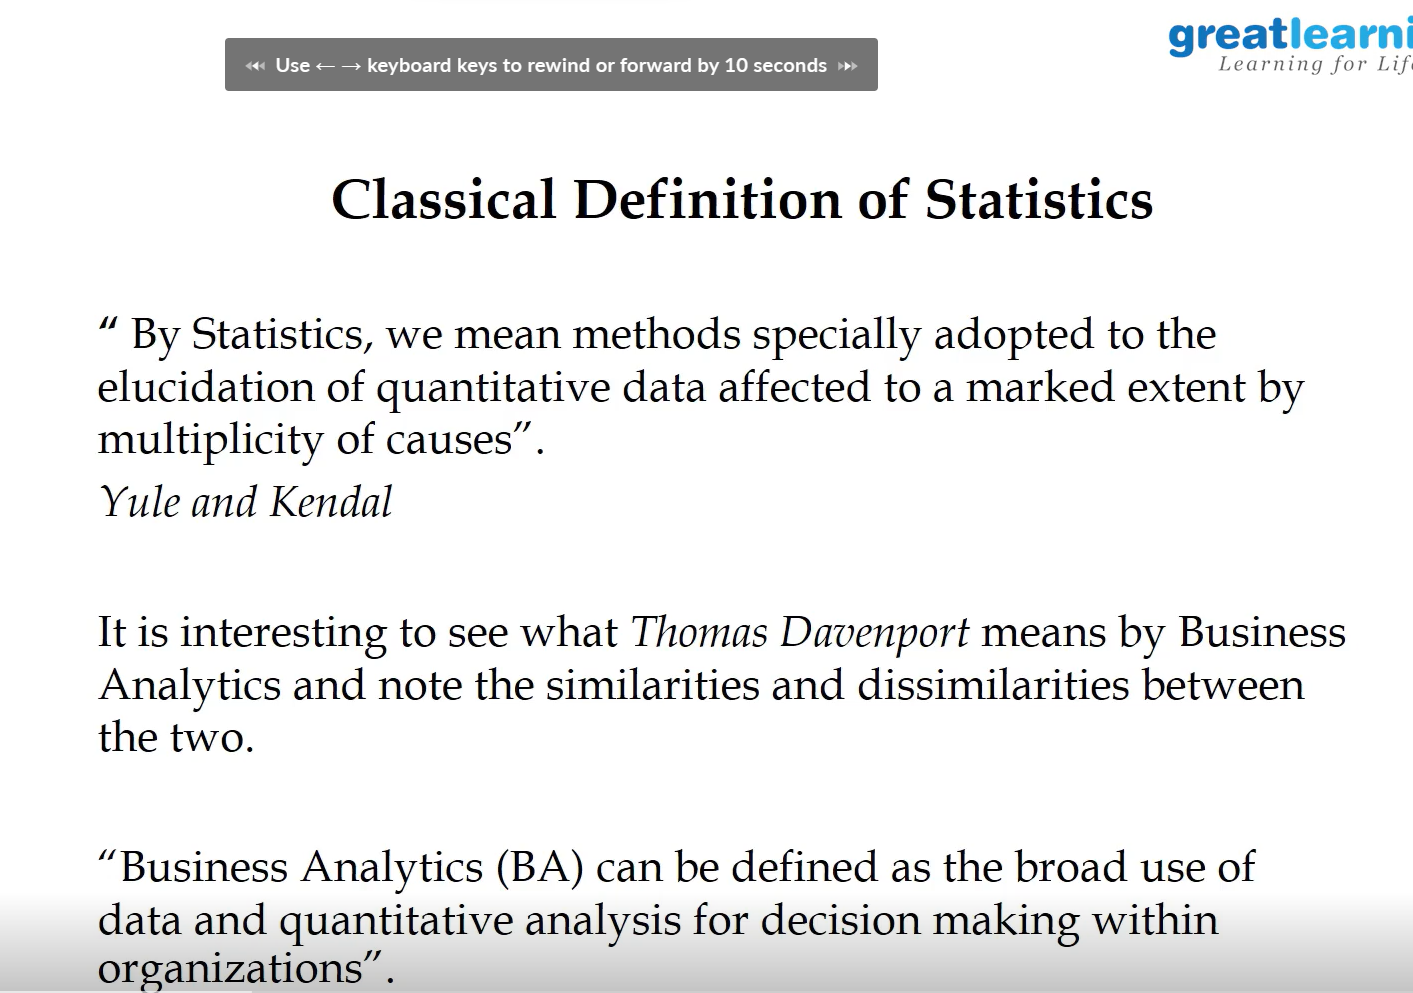 greatlearni
Learning for Life
Use ← → keyboard keys to rewind or forward by 10 seconds
Classical Definition of Statistics
“ By Statistics, we mean methods specially adopted to the
elucidation of quantitative data affected to a marked extent by
multiplicity of causes”.
Yule and Kendal
It is interesting to see what Thomas Davenport means by Business
Analytics and note the similarities and dissimilarities between
the two.
“Business Analytics (BA) can be defined as the broad use of
data and quantitative analysis for decision making within
organizations”.